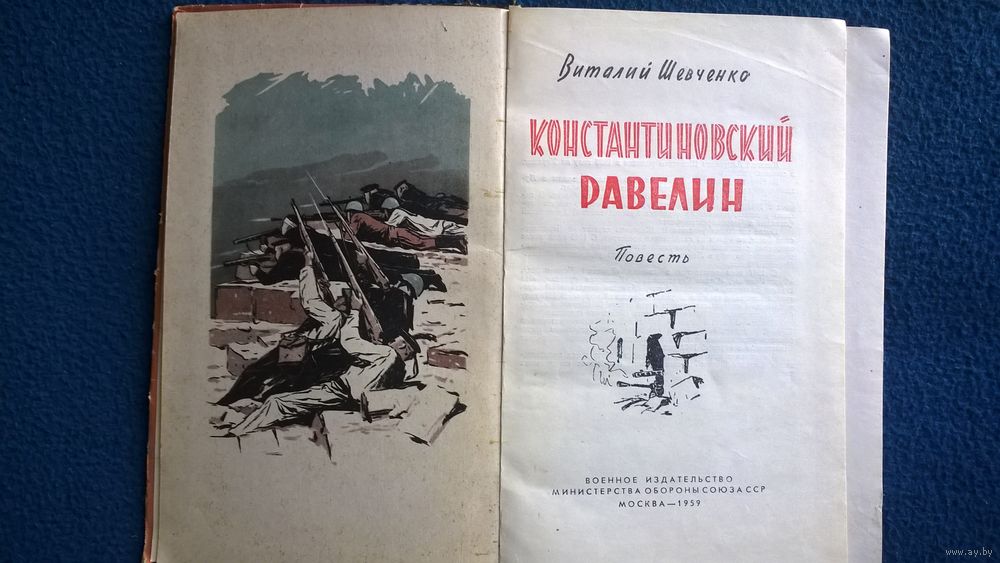 Виталий Шевченко
КОНСТАНТИНОВСКИЙ
РАВЕЛИН
Повесть
ВОЕННОЕ ИЗДАТЕЛЬСТВО
МИНИСТЕРСТВА ОБОРОНЫ СОЮЗА ССР
МОСКВА—1959
www.ay.by